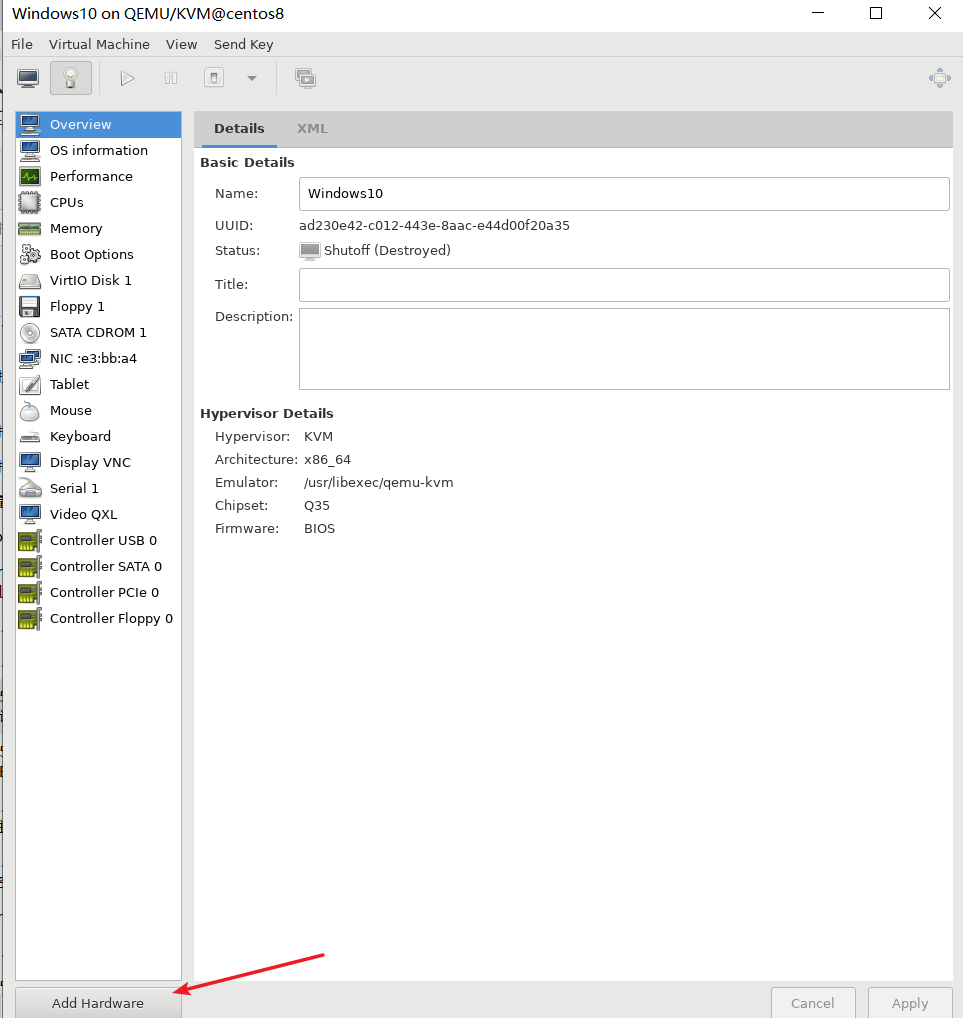 Windows10 on QEMU/KVM@centos8
File Virtual Machine View Send Key
Overview
OS information
Performance
CPUs
Memory
Boot Options
VirtIO Disk 1
Floppy 1
SATA CDROM 1
NIC :e3:bb:a4
Tablet
Mouse
Keyboard
Display VNC
Serial 1
Video QXL
Controller USB 0
Controller SATA 0
Controller PCIe 0
Controller Floppy 0
Add Hardware
Details XML
Basic Details
Name: Windows10
UUID: ad230e42-c012-443e-8aac-e44d00f20a35
Status: Shutoff (Destroyed)
Title:
Description:
Hypervisor Details
Hypervisor: KVM
Architecture: x86_64
Emulator: /usr/libexec/qemu-kvm
Chipset: Q35
Firmware: BIOS
Cancel Apply